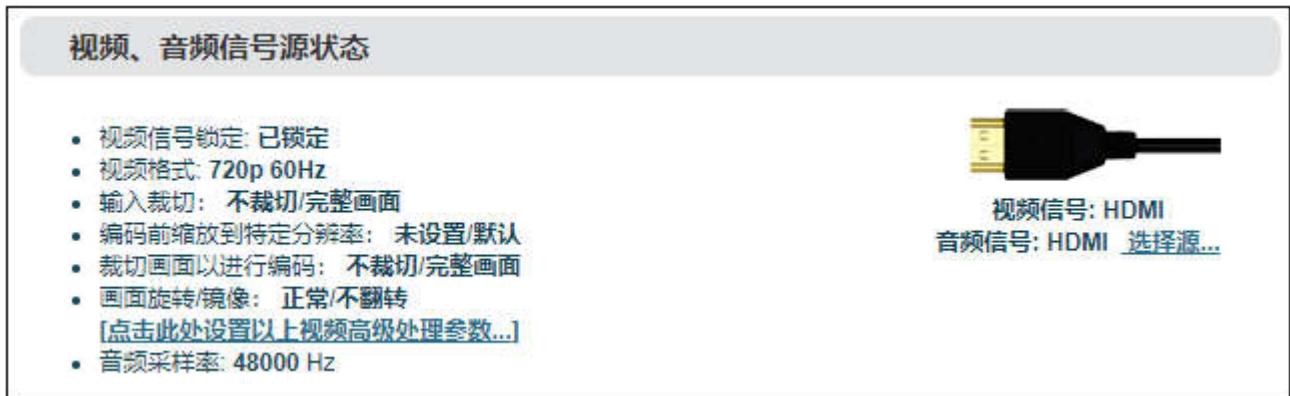 视频、音频信号源状态
• 视频信号锁定: 已锁定
• 视频格式: 720p 60Hz
• 输入裁切： 不裁切/完整画面
• 编码前缩放到特定分辨率： 未设置/默认
• 裁切画面以进行编码： 不裁切/完整画面
• 画面旋转/镜像： 正常/不翻转
[点击此处设置以上视频高级处理参数...]
• 音频采样率: 48000 Hz
视频信号: HDMI
音频信号: HDMI 选择源...